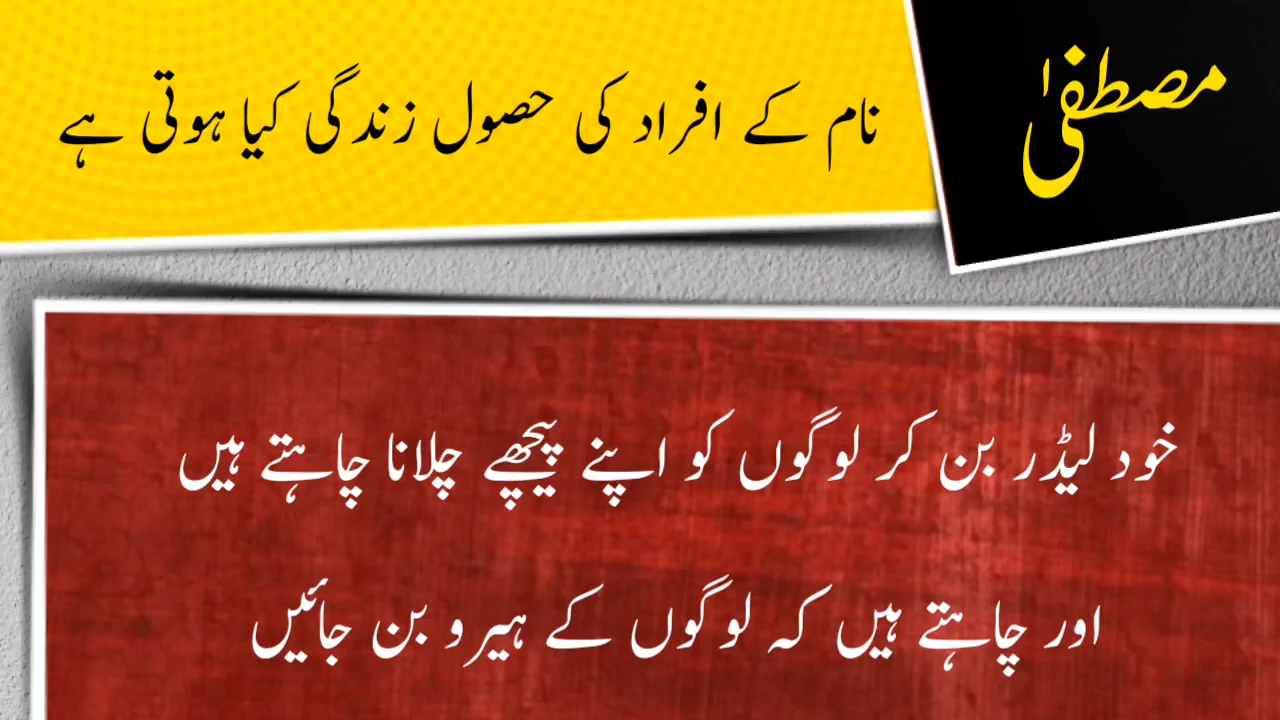 مصطفیٰ
نام کے افراد کی حصول زندگی کیا ہوتی ہے
خود لیڈر بن کر لوگوں کو اپنے پیچھے چلانا چاہتے ہیں
اور چاہتے ہیں کہ لوگوں کے ہیرو بن جائیں